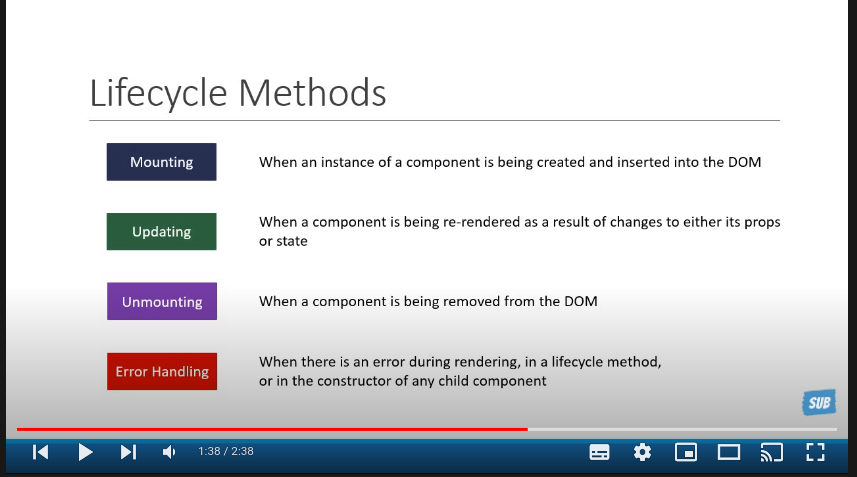 Lifecycle Methods
Mounting
When an instance of a component is being created and inserted into the DOM
Updating
When a component is being re-rendered as a result of changes to either its props
or state
Unmounting
When a component is being removed from the DOM
Error Handling
When there is an error during rendering, in a lifecycle method,
or in the constructor of any child component
SUB
1:38 / 2:38